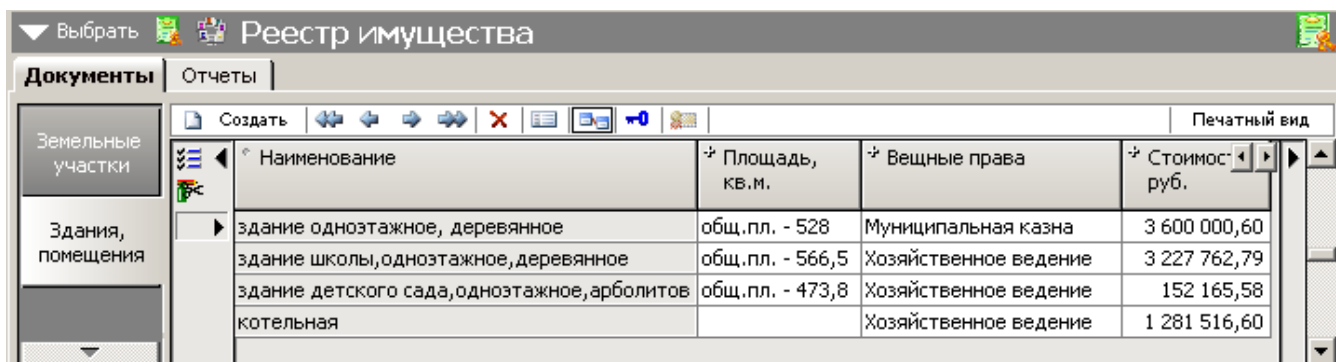 Выбрать Реестр имущества
Документы Отчеты
Создать Печатный вид
Земельные участки
Здания, помещения
Наименование Площадь, кв.м. Вещные права Стоимос руб.
здание одноэтажное, деревянное общ.пл. - 528 Муниципальная казна 3 600 000,60
здание школы,одноэтажное,деревянное общ.пл. - 566,5 Хозяйственное ведение 3 227 762,79
здание детского сада,одноэтажное,арболитов общ.пл. - 473,8 Хозяйственное ведение 152 165,58
котельная Хозяйственное ведение 1 281 516,60